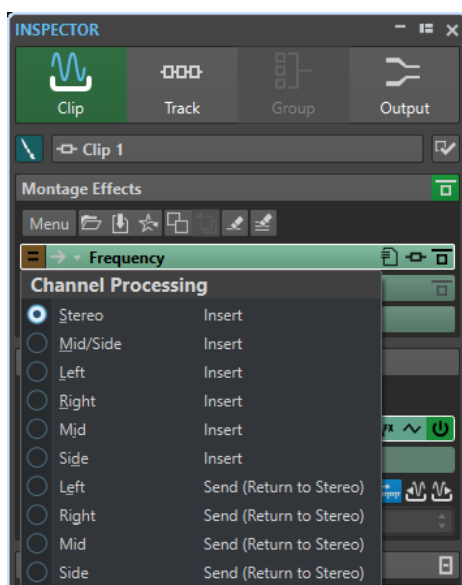 INSPECTOR
Clip Track Group Output
Clip 1
Montage Effects
Menu
Frequency
Channel Processing
Stereo Insert
Mid/Side Insert
Left Insert
Right Insert
Mid Insert
Side Insert
Left Send (Return to Stereo)
Right Send (Return to Stereo)
Mid Send (Return to Stereo)
Side Send (Return to Stereo)